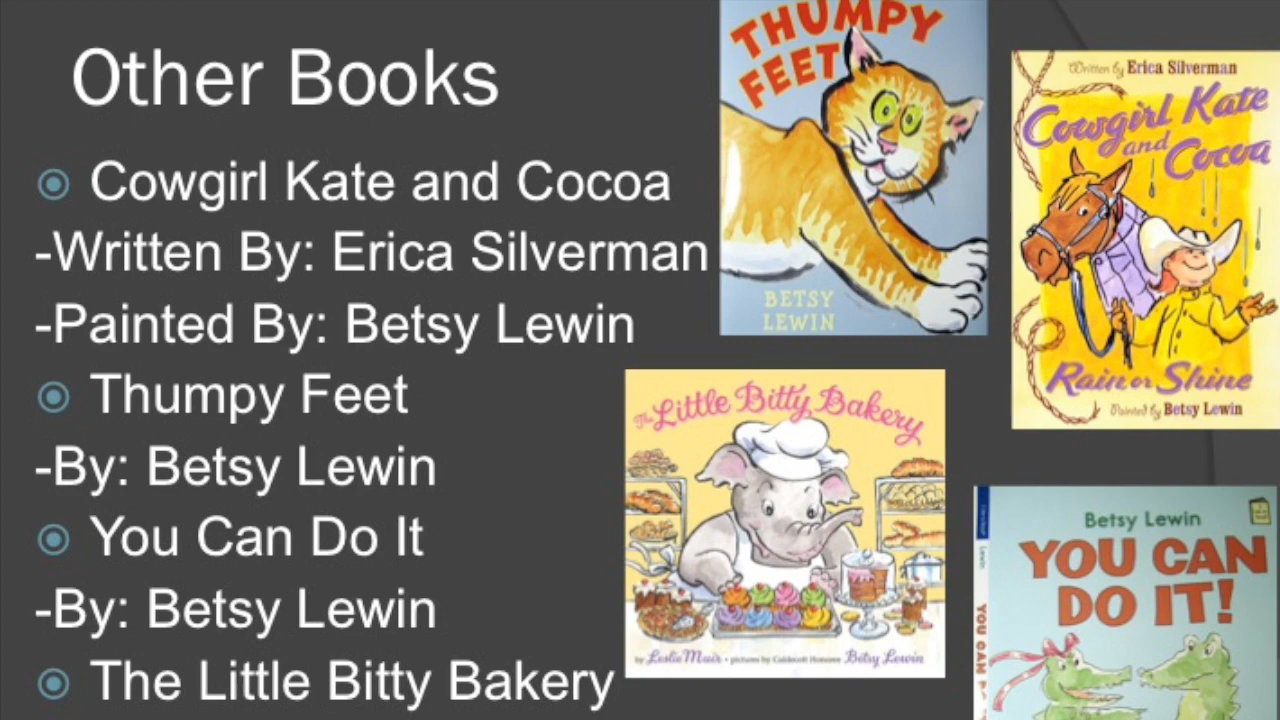 Other Books
Cowgirl Kate and Cocoa
-Written By: Erica Silverman
-Painted By: Betsy Lewin
Thumpy Feet
-By: Betsy Lewin
You Can Do It
-By: Betsy Lewin
The Little Bitty Bakery
THUMPY
FEET
BETSY
LEWIN
Written by Erica Silverman
Cowgirl Kate
and Cocoa
Rain or Shine
Painted by Betsy Lewin
The Little Bitty Bakery
by Leslie Muir • pictures by Caldecott Honoree Betsy Lewin
Betsy Lewin
YOU CAN
DO IT!
Lewin
YOU CAN